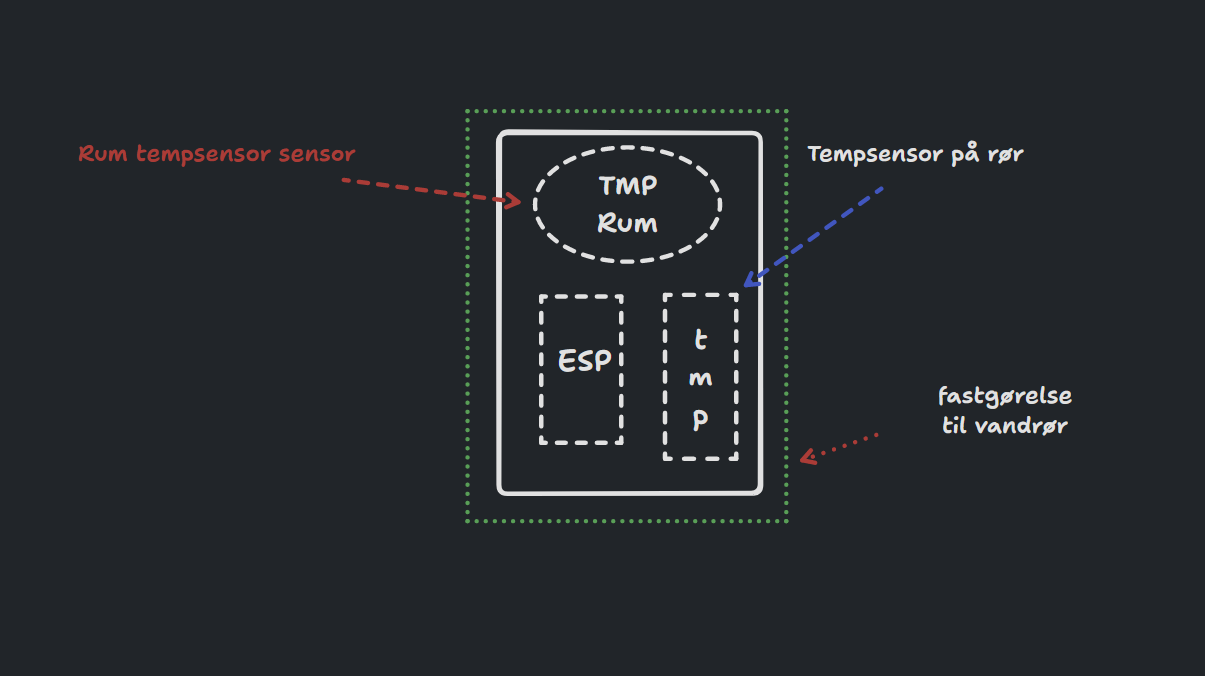 Rum tempsensor sensor
Tempsensor på rør
TMP
Rum
ESP
t
m
p
fastgørelse
til vandrør